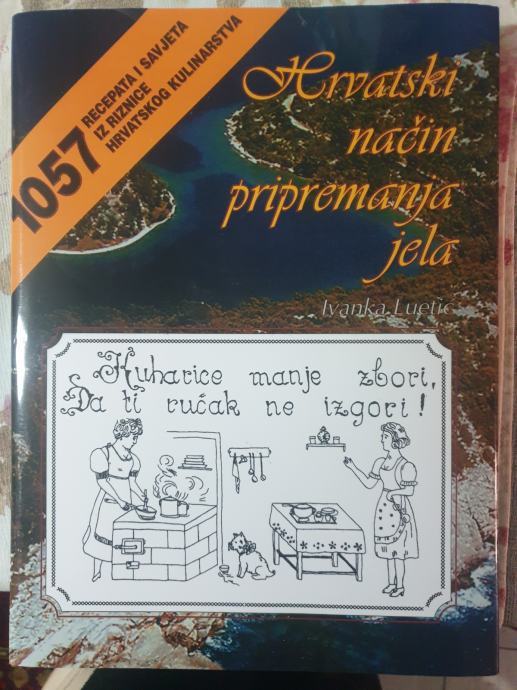 1057
RECEPATA I SAVJETA
IZ RIZNICE
HRVATSKOG KULINARSTVA
Hrvatski
način
pripremanja
jela
Ivanka Luetić
Kuharice manje zbori,
Da ti ručak ne izgori!